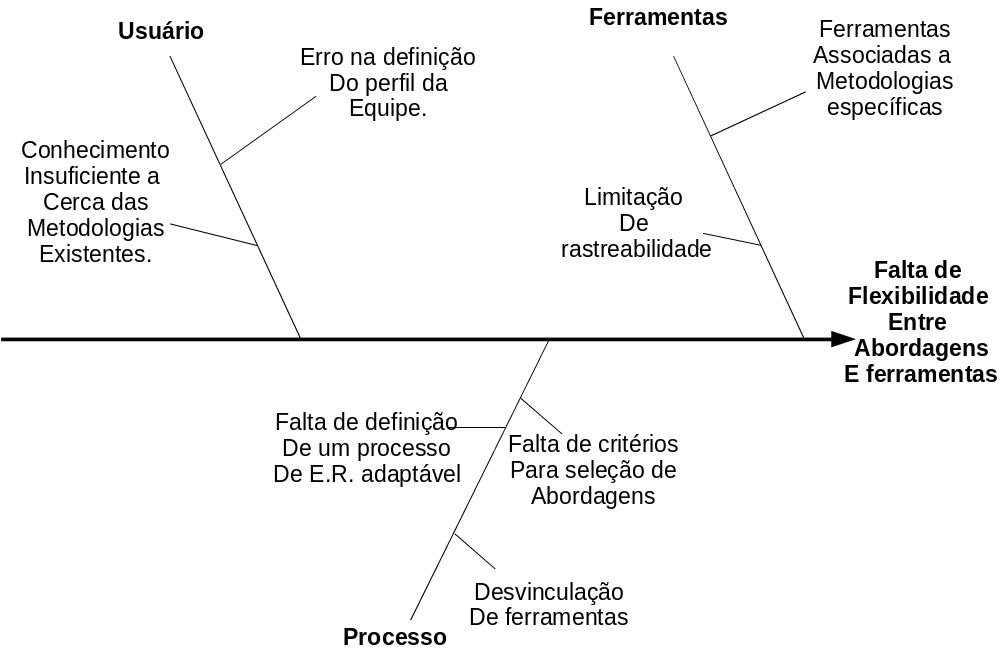 Usuário
Erro na definição
Do perfil da
Equipe.
Conhecimento
Insuficiente a
Cerca das
Metodologias
Existentes.
Ferramentas
Ferramentas
Associadas a
Metodologias
específicas
Limitação
De
rastreabilidade
Falta de
Flexibilidade
Entre
Abordagens
E ferramentas
Falta de definição
De um processo
De E.R. adaptável
Falta de critérios
Para seleção de
Abordagens
Desvinculação
De ferramentas
Processo